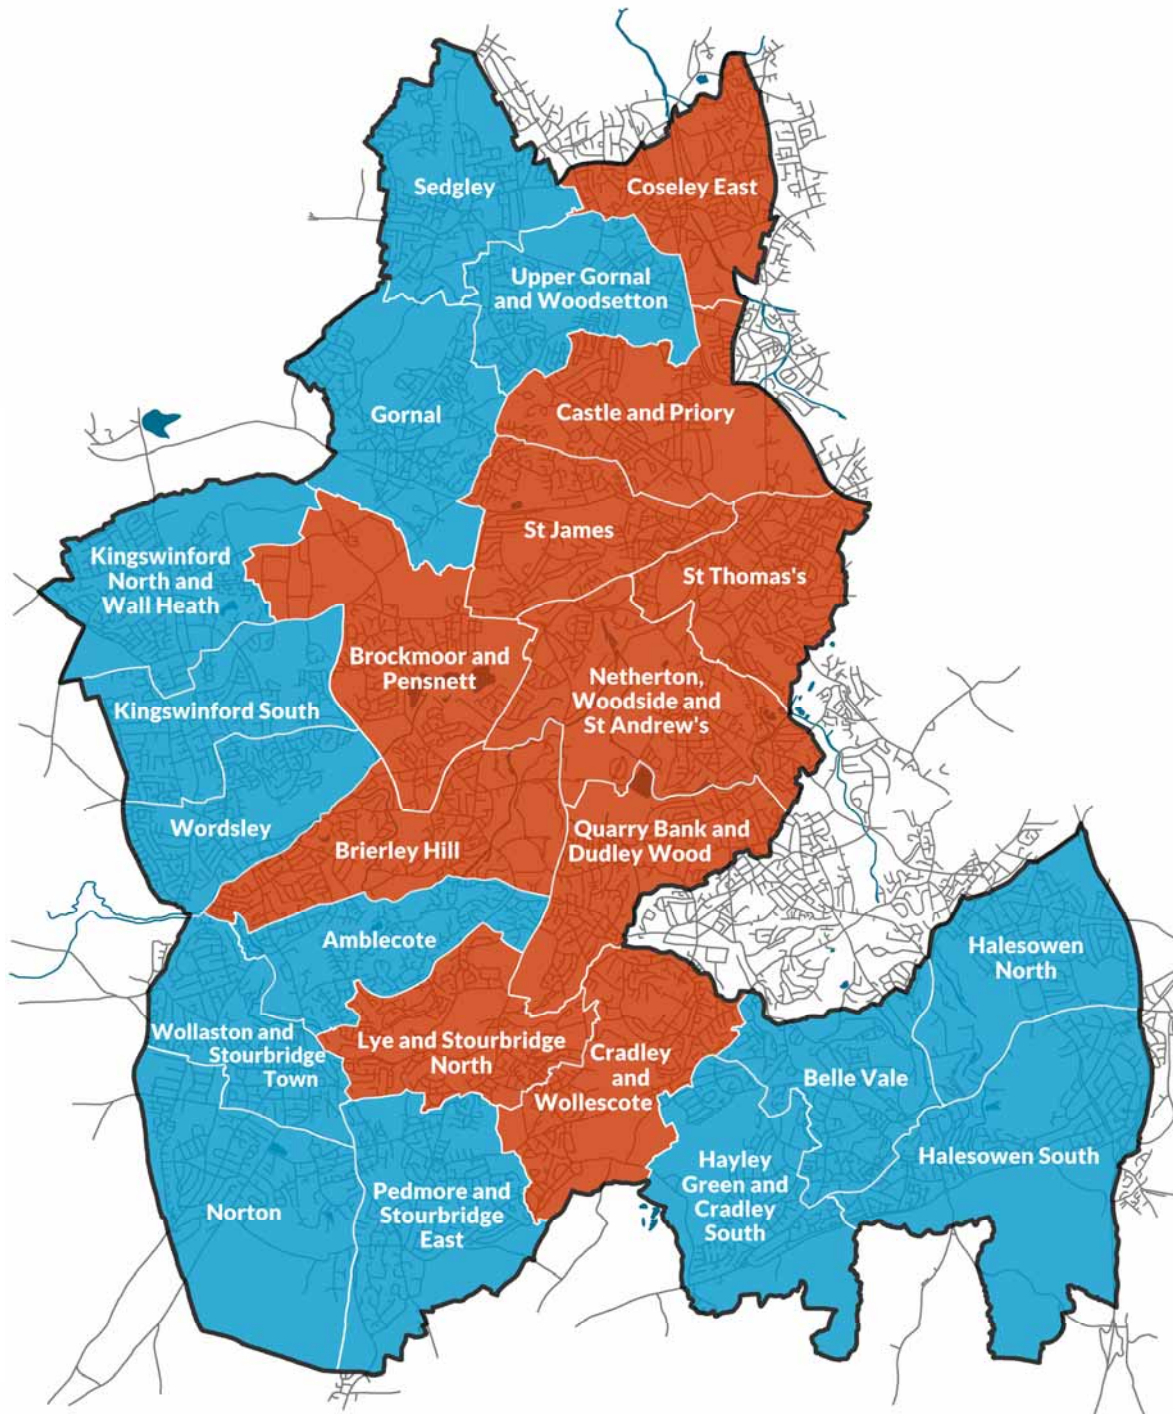 Sedgley
Coseley East
Upper Gornal
and Woodsetton
Gornal
Castle and Priory
St James
Kingswinford
North and
Wall Heath
St Thomas's
Brockmoor and
Pensnett
Netherton,
Woodside and
St Andrew's
Kingswinford South
Wordsley
Brierley Hill
Quarry Bank and
Dudley Wood
Amblecote
Halesowen
North
Wollaston and
Stourbridge
Town
Lye and Stourbridge
North
Cradley
and
Wollescote
Belle Vale
Halesowen South
Hayley
Green and
Cradley
South
Norton
Pedmore and
Stourbridge
East